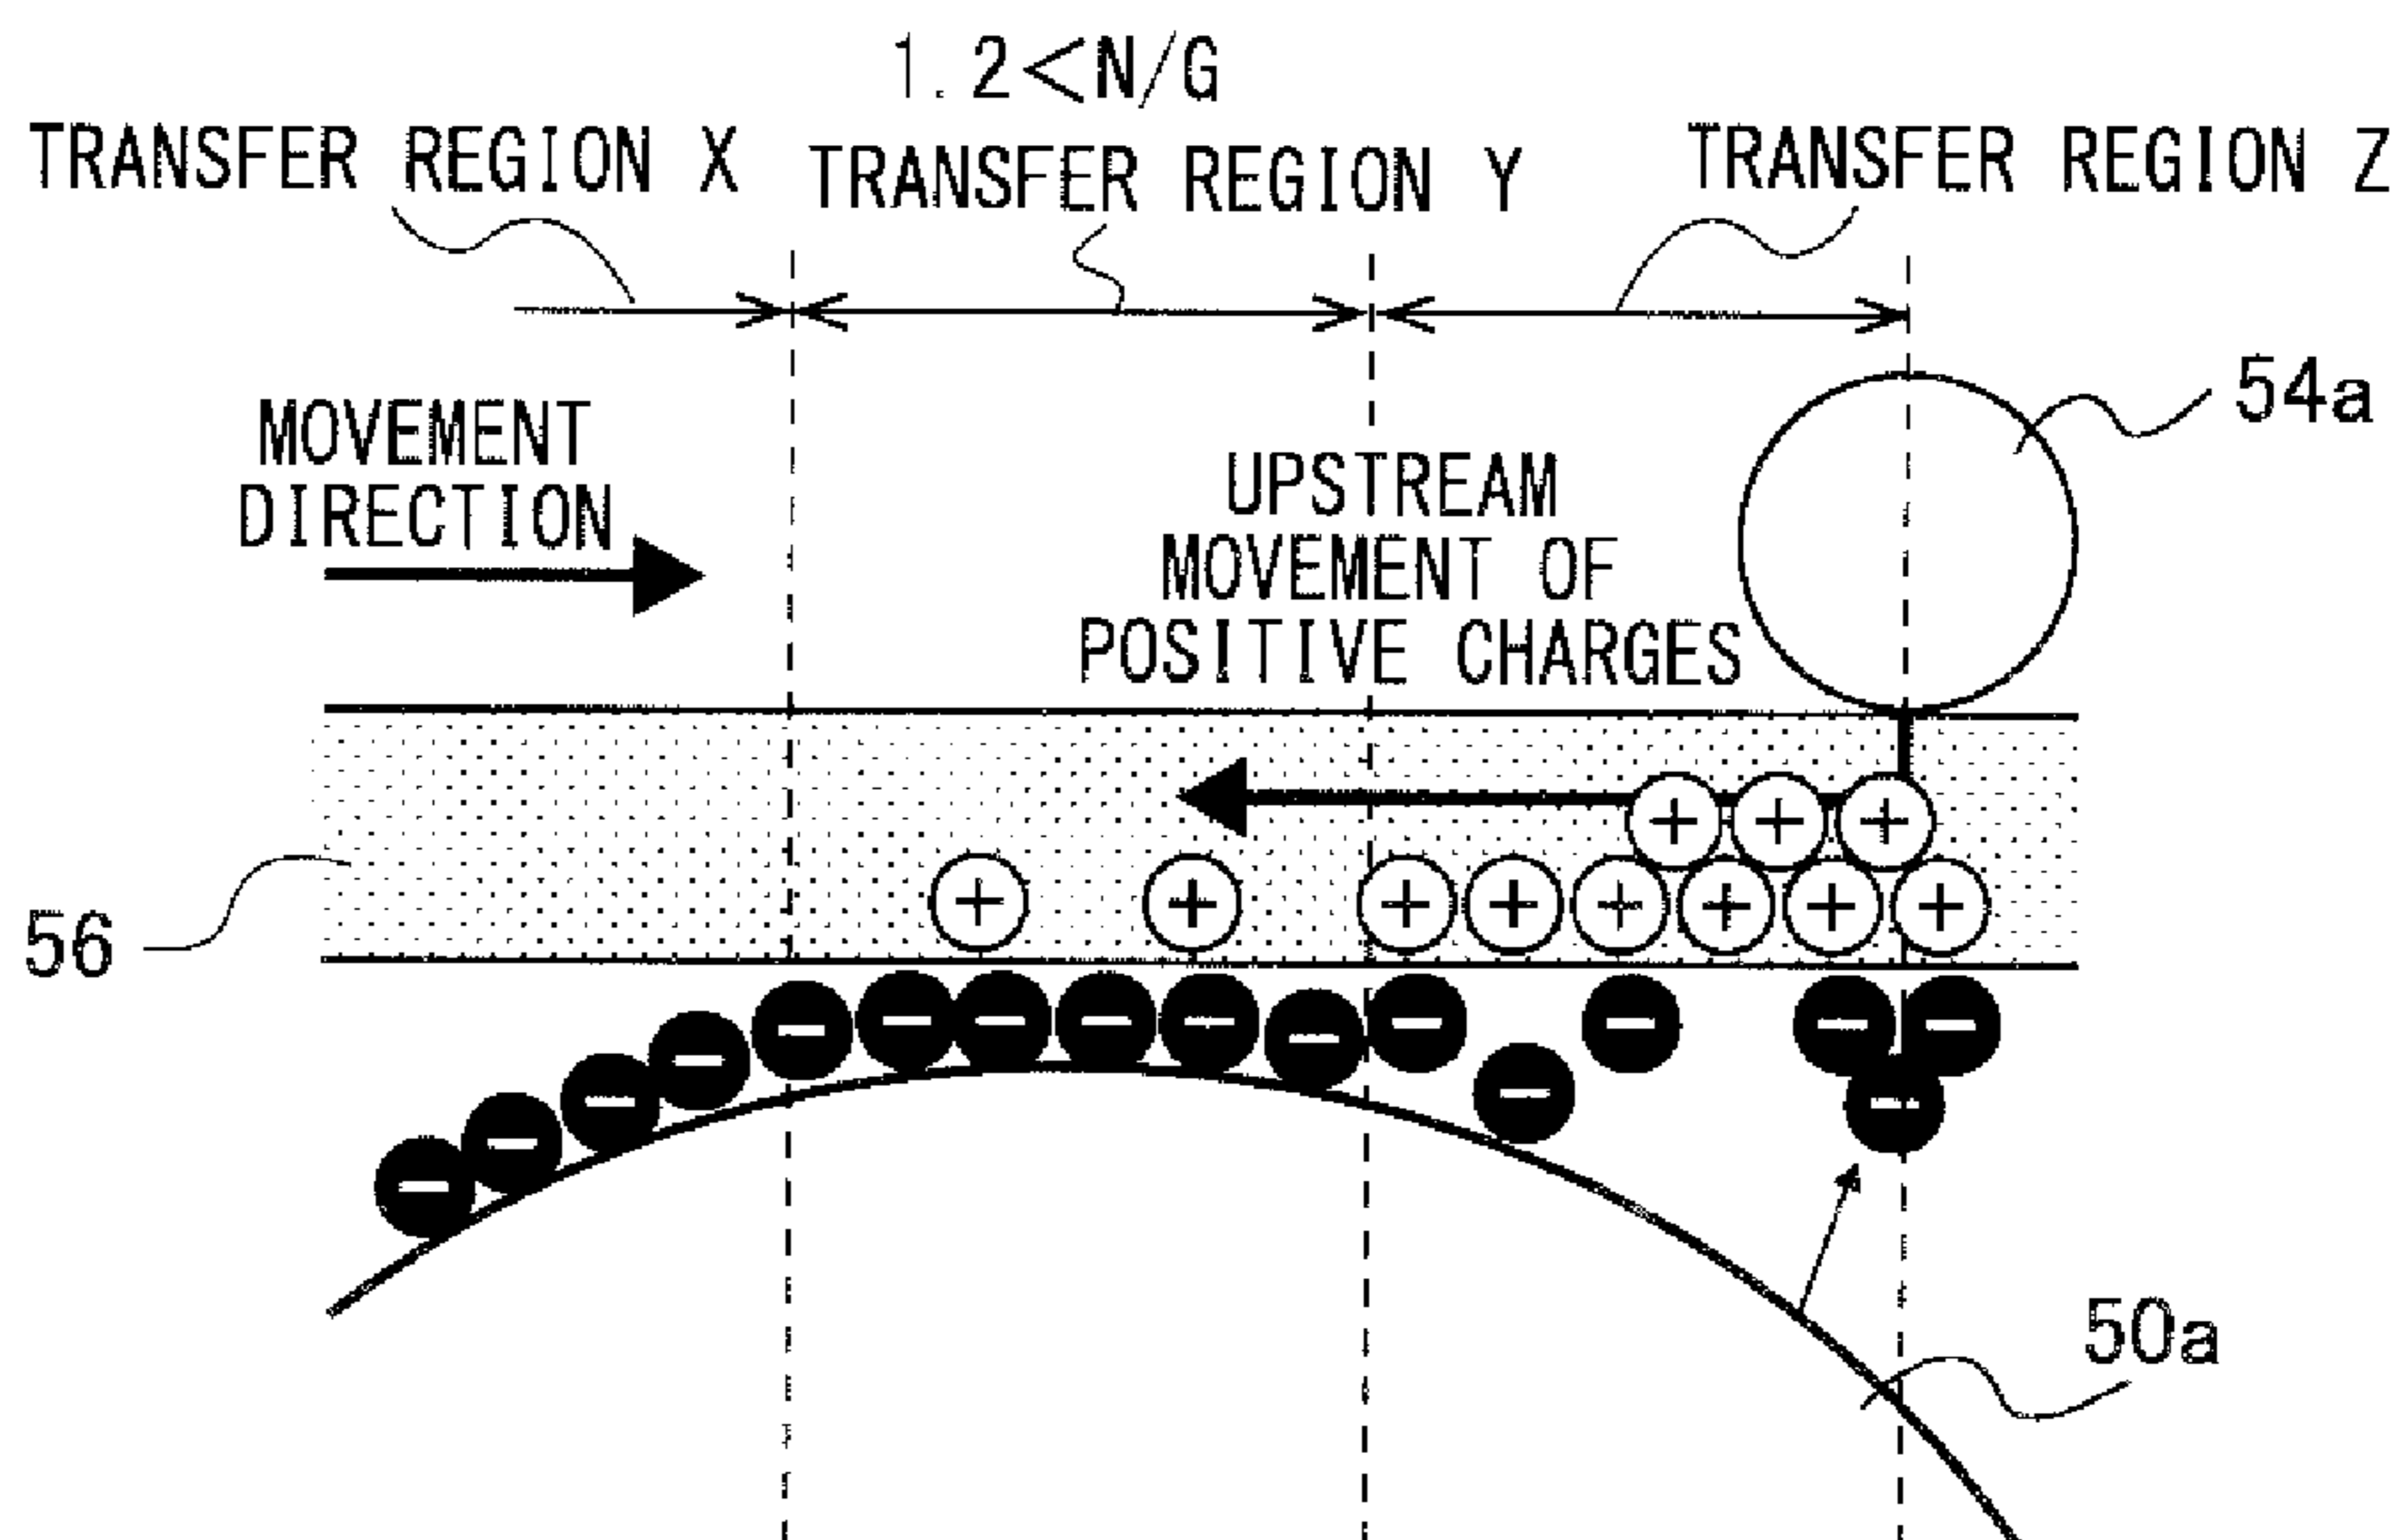 1.2<N/G
TRANSFER REGION X
TRANSFER REGION Y
TRANSFER REGION Z
54a
MOVEMENT
DIRECTION
UPSTREAM
MOVEMENT OF
POSITIVE CHARGES
56
50a